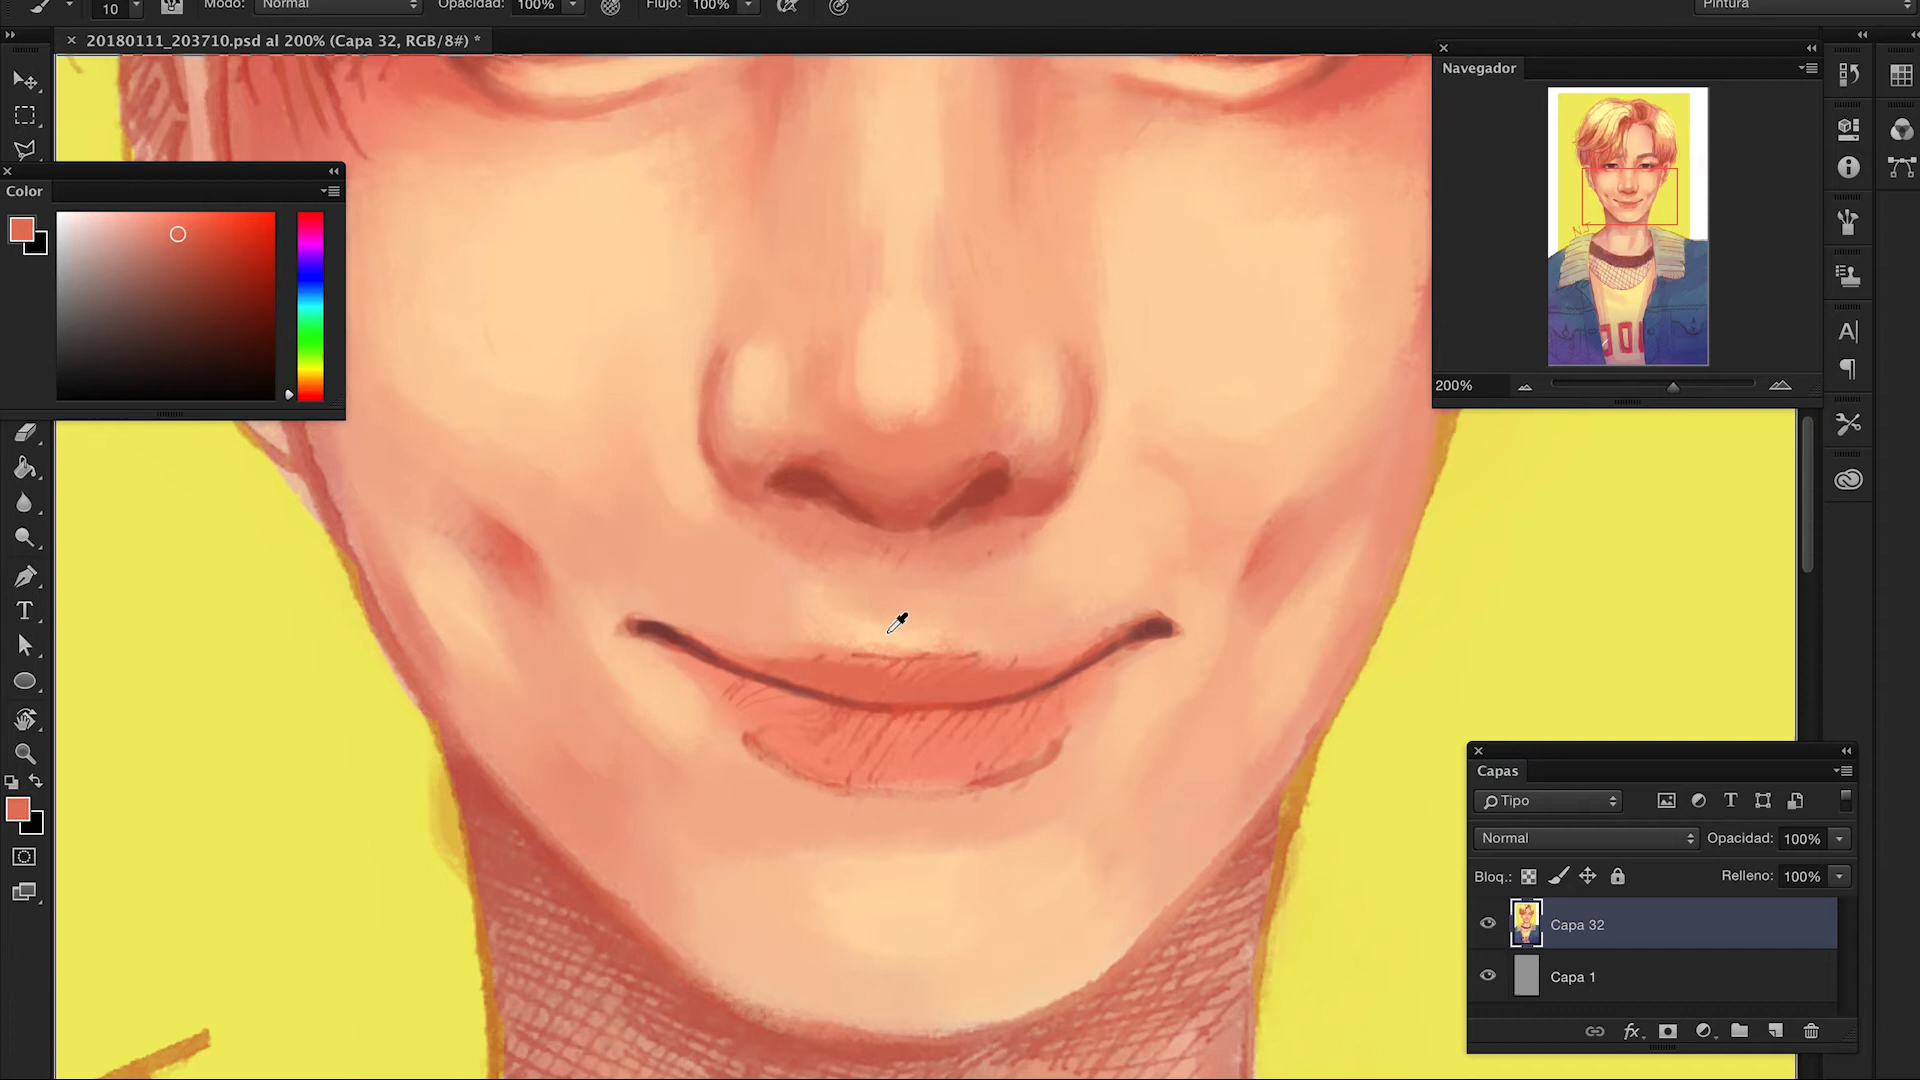 10 Modo: Normal Opacidad: 100% Flujo: 100% Pintura
20180111_203710.psd al 200% (Capa 32, RGB/8#) *
Navegador
Color
200%
Capas
Tipo
Normal Opacidad: 100%
Bloq.: Relleno: 100%
Capa 32
Capa 1